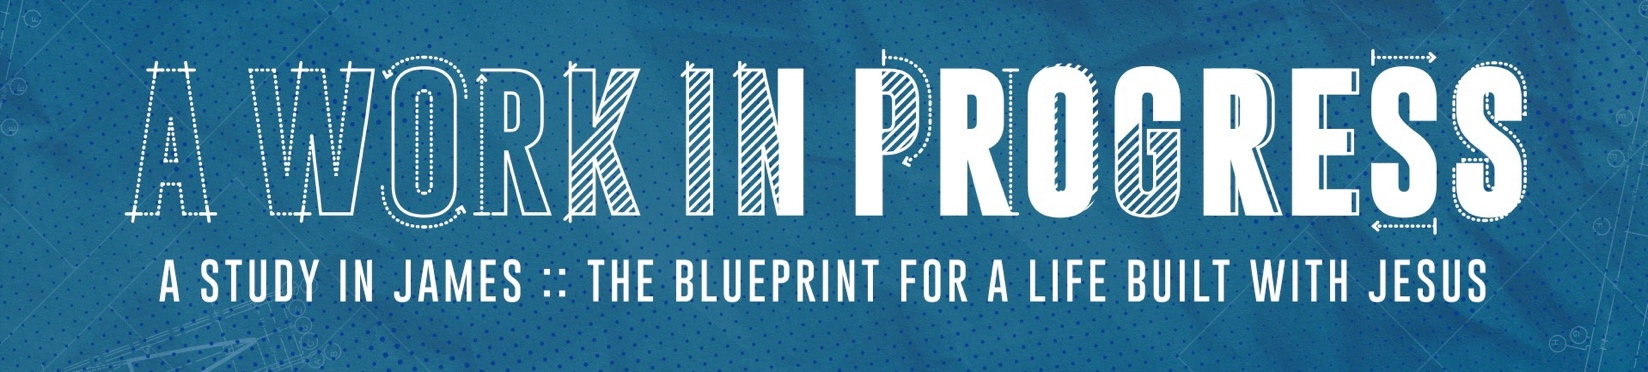 A WORK IN PROGRESS
A STUDY IN JAMES :: THE BLUEPRINT FOR A LIFE BUILT WITH JESUS